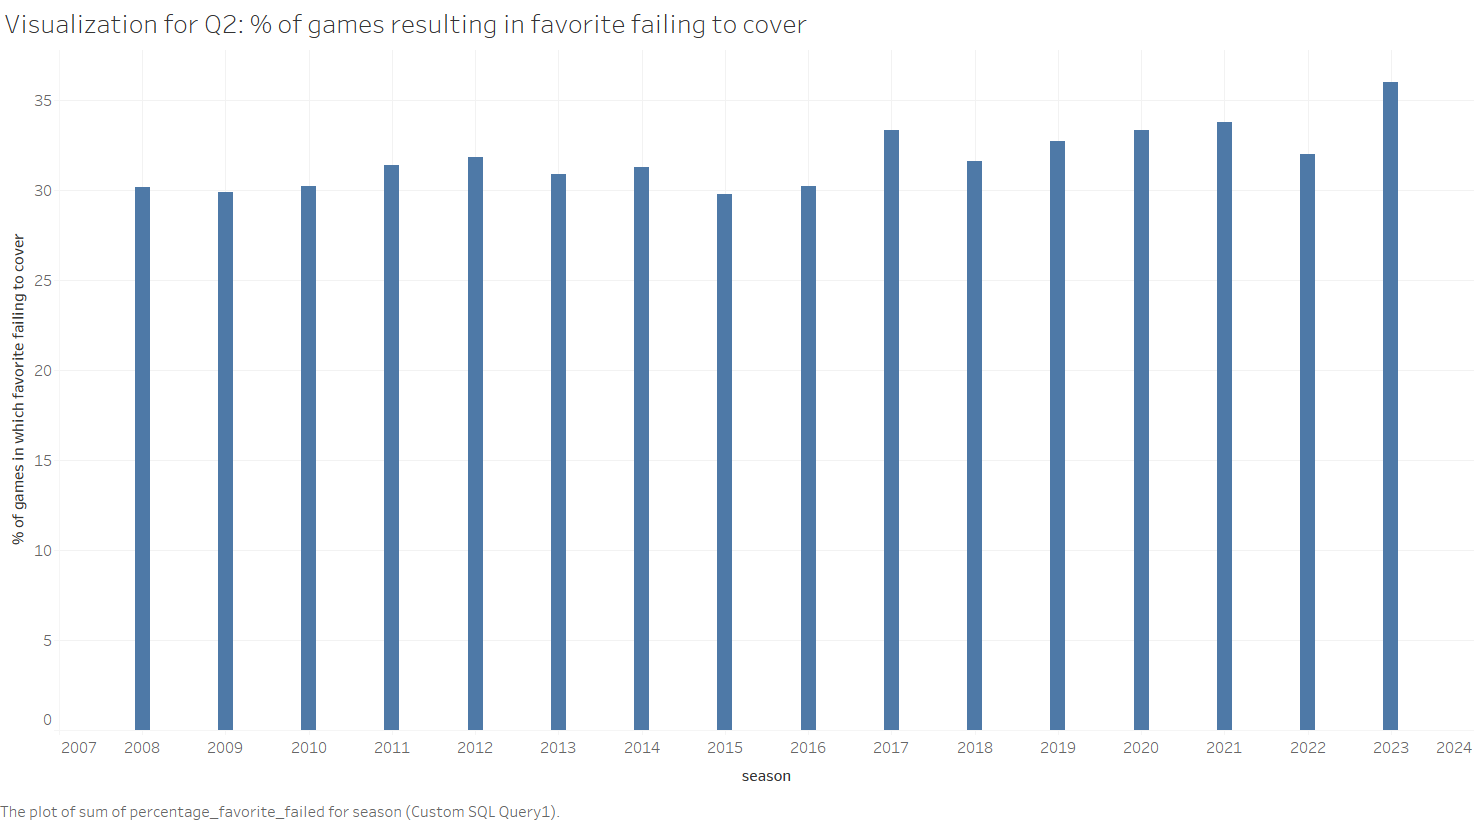 Visualization for Q2: % of games resulting in favorite failing to cover
% of games in which favorite failing to cover
35
30
25
20
15
10
5
0
2007 2008 2009 2010 2011 2012 2013 2014 2015 2016 2017 2018 2019 2020 2021 2022 2023 2024
season
The plot of sum of percentage_favorite_failed for season (Custom SQL Query1).